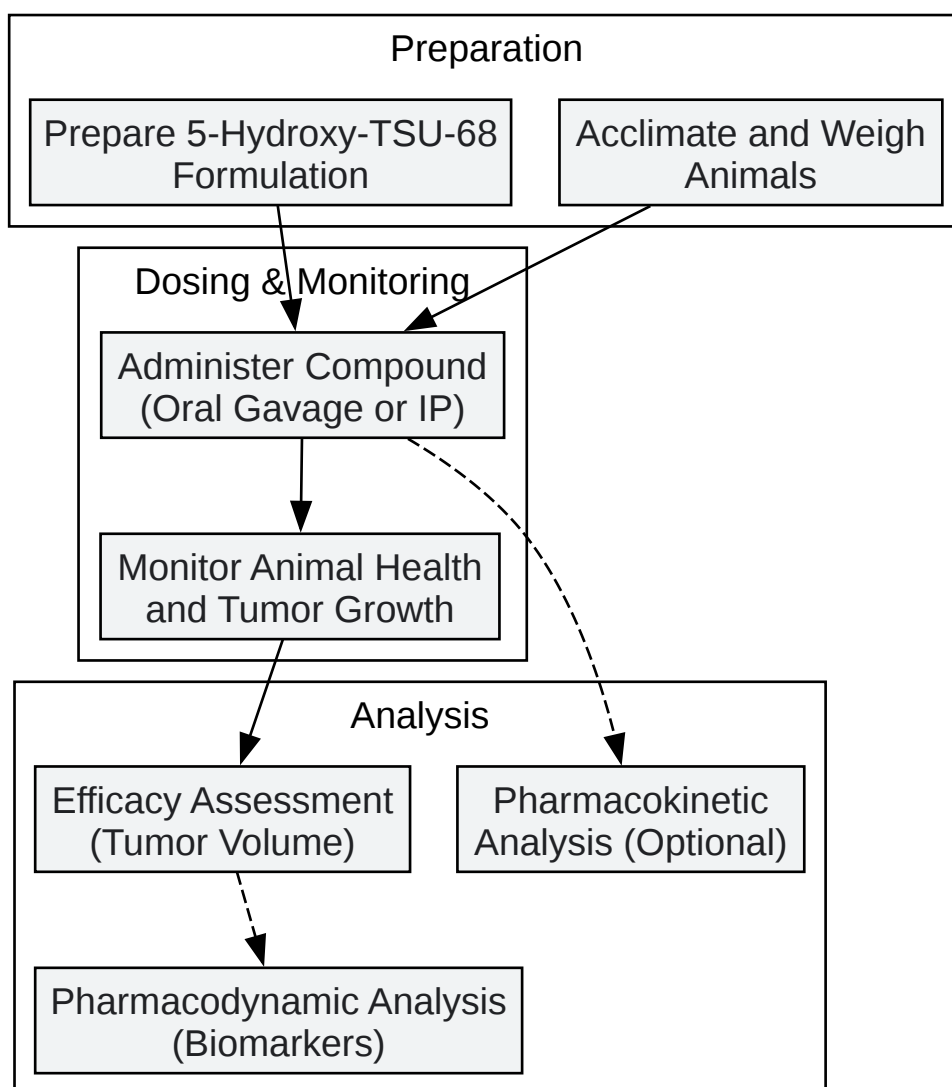 Preparation
Prepare 5-Hydroxy-TSU-68
Formulation
Acclimate and Weigh
Animals
Dosing & Monitoring
Administer Compound
(Oral Gavage or IP)
Monitor Animal Health
and Tumor Growth
Analysis
Efficacy Assessment
(Tumor Volume)
Pharmacokinetic
Analysis (Optional)
Pharmacodynamic Analysis
(Biomarkers)